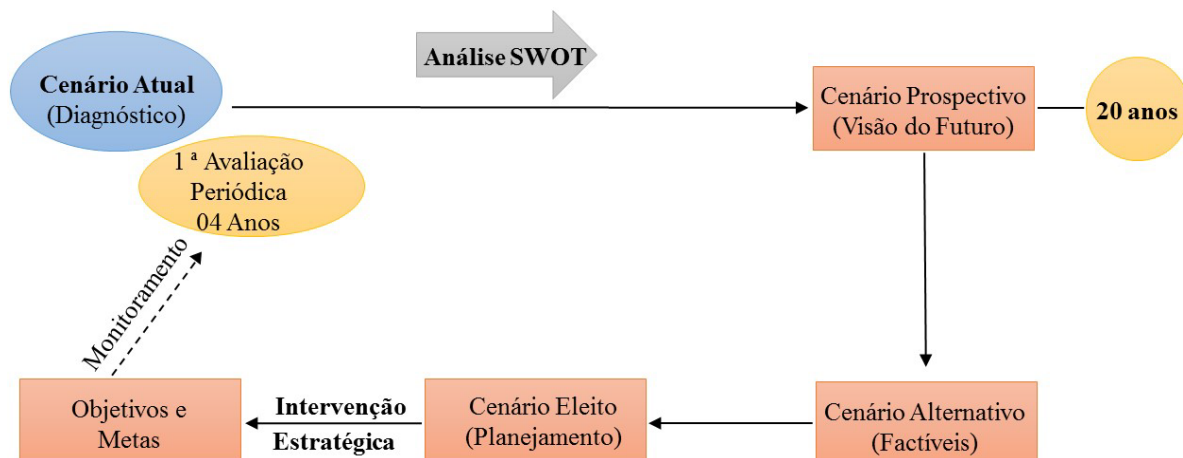 Análise SWOT
Cenário Atual
(Diagnóstico)
Cenário Prospectivo
(Visão do Futuro)
20 anos
1 ª Avaliação
Periódica
04 Anos
Monitoramento
Objetivos e
Metas
Intervenção
Estratégica
Cenário Eleito
(Planejamento)
Cenário Alternativo
(Factíveis)